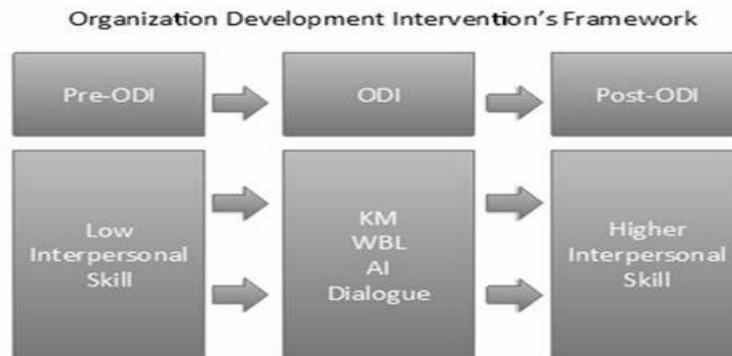 Organization Development Intervention's Framework
Pre-ODI
ODI
Post-ODI
Low
Interpersonal
Skill
KM
WBL
AI
Dialogue
Higher
Interpersonal
Skill